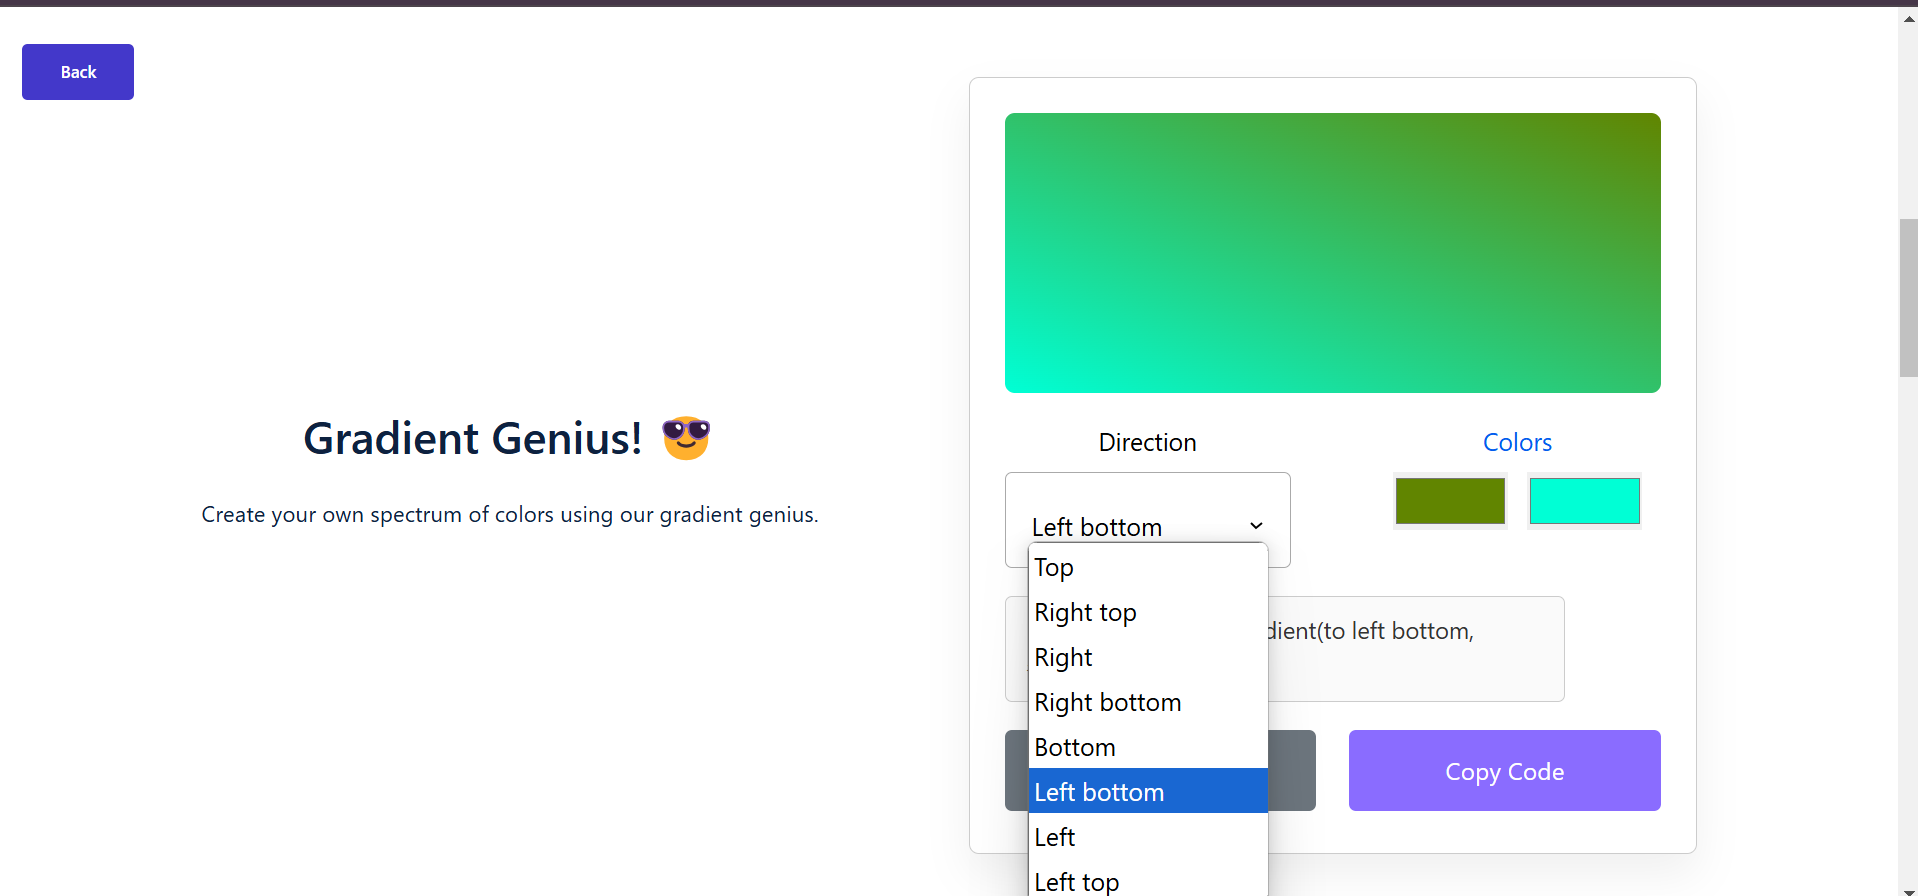 Back
Gradient Genius! 😎
Create your own spectrum of colors using our gradient genius.
Direction
Colors
Left bottom
Top
Right top
Right
Right bottom
Bottom
Left bottom
Left
Left top
(to left bottom,
Copy Code